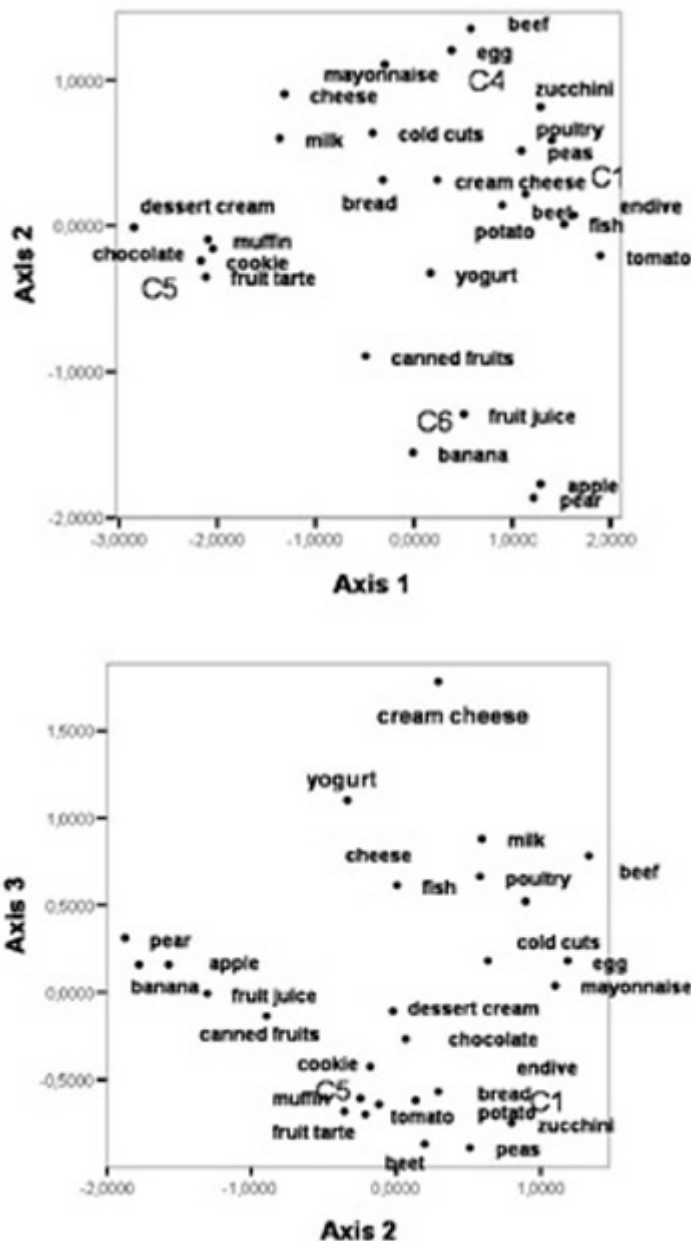 beef
egg
mayonnaise
C4
1,0000
cheese
zucchini
cold cuts
poultry
milk
peas
cream cheese
C1
bread
dessert cream
beet
endive
0,0000
potato
fish
muffin
chocolate
cookie
tomato
fruit tarte
yogurt
C5
Axis 2
-1,0000
canned fruits
C6
fruit juice
banana
apple
pear
-2,0000
-3,0000 -2,0000 -1,0000 0,0000 1,0000 2,0000
Axis 1
cream cheese
1,5000
yogurt
1,0000
milk
cheese
beef
poultry
fish
Axis 3
0,5000
pear
cold cuts
apple
egg
banana
mayonnaise
0,0000
fruit juice
dessert cream
canned fruits
chocolate
cookie
endive
-0,5000
C5
bread
muffin
C1
potato
tomato
zucchini
fruit tarte
peas
beet
-2,0000 -1,0000 0,0000 1,0000
Axis 2